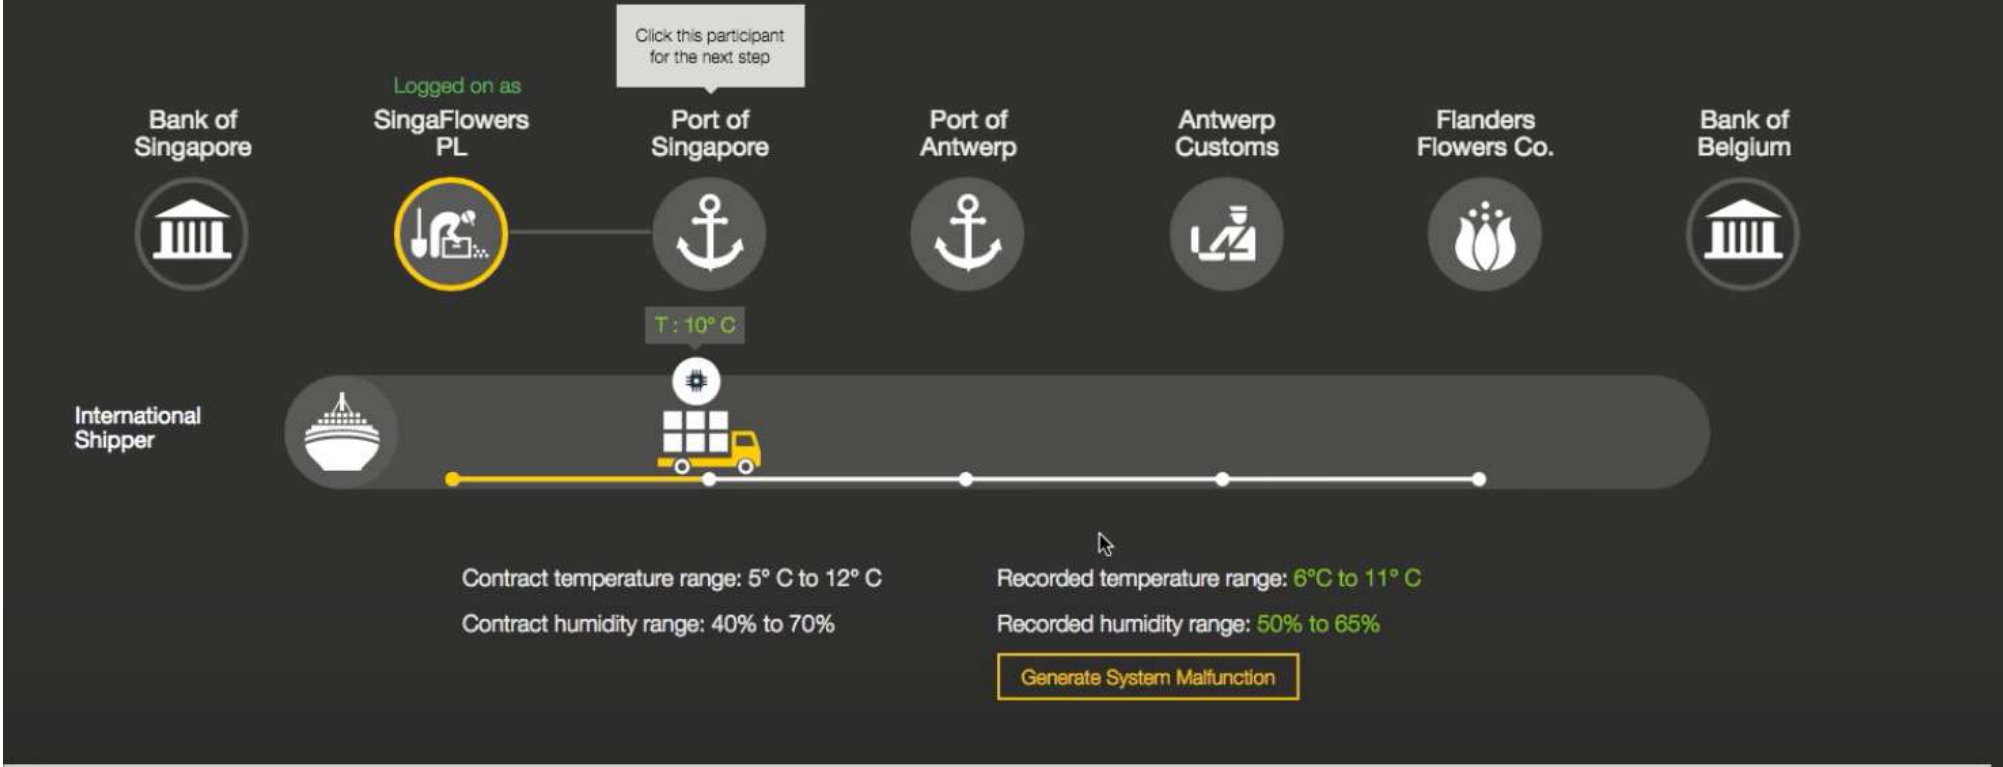 Click this participant
for the next step
Logged on as
Bank of
Singapore
SingaFlowers
PL
Port of
Singapore
Port of
Antwerp
Antwerp
Customs
Flanders
Flowers Co.
Bank of
Belgium
T : 10° C
International
Shipper
Contract temperature range: 5° C to 12° C
Recorded temperature range: 6°C to 11° C
Contract humidity range: 40% to 70%
Recorded humidity range: 50% to 65%
Generate System Malfunction